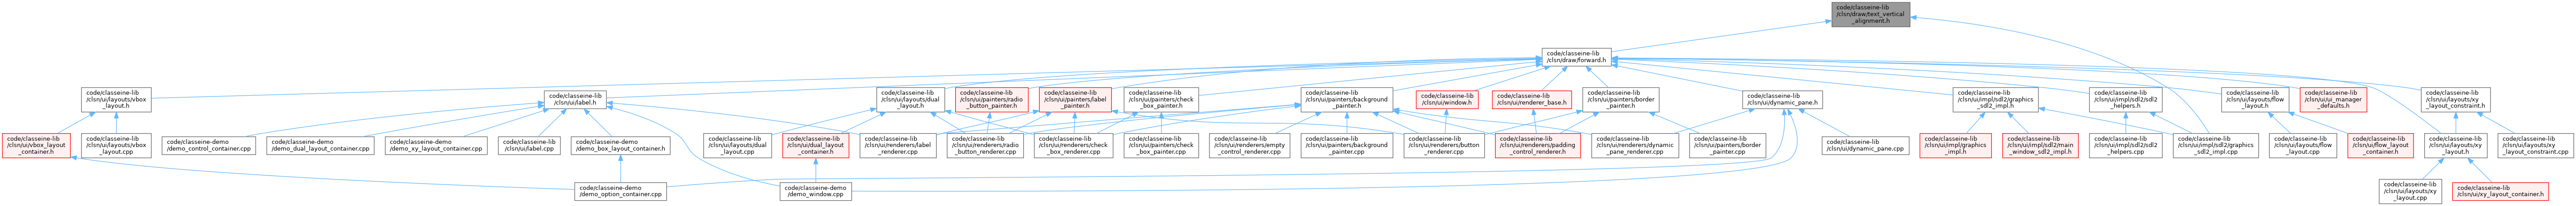 code/classeine-lib
/clsn/draw/text_vertical
_alignment.h
code/classeine-lib
/clsn/draw/forward.h
code/classeine-lib
/clsn/ui/layouts/vbox
_layout.h
code/classeine-lib
/clsn/ui/label.h
code/classeine-lib
/clsn/ui/layouts/dual
_layout.h
code/classeine-lib
/clsn/ui/painters/radio
_button_painter.h
code/classeine-lib
/clsn/ui/painters/label
_painter.h
code/classeine-lib
/clsn/ui/painters/check
_box_painter.h
code/classeine-lib
/clsn/ui/painters/background
_painter.h
code/classeine-lib
/clsn/ui/window.h
code/classeine-lib
/clsn/ui/renderer_base.h
code/classeine-lib
/clsn/ui/painters/border
_painter.h
code/classeine-lib
/clsn/ui/dynamic_pane.h
code/classeine-lib
/clsn/ui/impl/sdl2/graphics
_sdl2_impl.h
code/classeine-lib
/clsn/ui/impl/sdl2/sdl2
_helpers.h
code/classeine-lib
/clsn/ui/layouts/flow
_layout.h
code/classeine-lib
/clsn/ui/ui_manager
_defaults.h
code/classeine-lib
/clsn/ui/layouts/xy
_layout_constraint.h
code/classeine-lib
/clsn/ui/vbox_layout
_container.h
code/classeine-lib
/clsn/ui/layouts/vbox
_layout.cpp
code/classeine-demo
/demo_control_container.cpp
code/classeine-demo
/demo_dual_layout_container.cpp
code/classeine-demo
/demo_xy_layout_container.cpp
code/classeine-lib
/clsn/ui/label.cpp
code/classeine-demo
/demo_box_layout_container.h
code/classeine-lib
/clsn/ui/layouts/dual
_layout.cpp
code/classeine-lib
/clsn/ui/dual_layout
_container.h
code/classeine-lib
/clsn/ui/renderers/label
_renderer.cpp
code/classeine-lib
/clsn/ui/renderers/radio
_button_renderer.cpp
code/classeine-lib
/clsn/ui/renderers/check
_box_renderer.cpp
code/classeine-lib
/clsn/ui/painters/check
_box_painter.cpp
code/classeine-lib
/clsn/ui/renderers/empty
_control_renderer.cpp
code/classeine-lib
/clsn/ui/painters/background
_painter.cpp
code/classeine-lib
/clsn/ui/renderers/button
_renderer.cpp
code/classeine-lib
/clsn/ui/renderers/padding
_control_renderer.h
code/classeine-lib
/clsn/ui/renderers/dynamic
_pane_renderer.cpp
code/classeine-lib
/clsn/ui/painters/border
_painter.cpp
code/classeine-lib
/clsn/ui/dynamic_pane.cpp
code/classeine-lib
/clsn/ui/impl/graphics
_impl.h
code/classeine-lib
/clsn/ui/impl/sdl2/main
_window_sdl2_impl.h
code/classeine-lib
/clsn/ui/impl/sdl2/sdl2
_helpers.cpp
code/classeine-lib
/clsn/ui/impl/sdl2/graphics
_sdl2_impl.cpp
code/classeine-lib
/clsn/ui/layouts/flow
_layout.cpp
code/classeine-lib
/clsn/ui/flow_layout
_container.h
code/classeine-lib
/clsn/ui/layouts/xy
_layout.h
code/classeine-lib
/clsn/ui/layouts/xy
_layout_constraint.cpp
code/classeine-demo
/demo_option_container.cpp
code/classeine-demo
/demo_window.cpp
code/classeine-lib
/clsn/ui/layouts/xy
_layout.cpp
code/classeine-lib
/clsn/ui/xy_layout_container.h